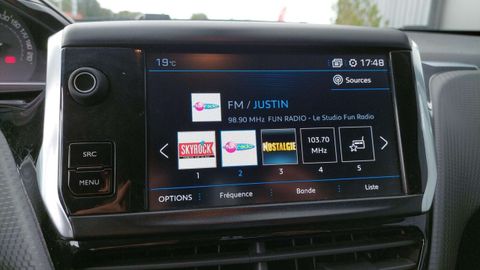 19°C 17:48
Sources
FM / JUSTIN
98.90 MHz FUN RADIO - Le Studio Fun Radio
SKYROCK
NOSTALGIE
103.70
MHz
1 2 3 4 5
SRC
MENU
OPTIONS Fréquence Bande Liste